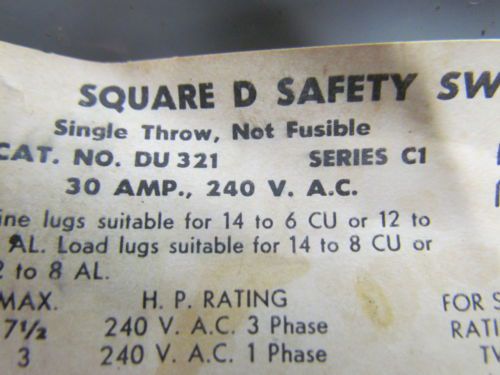 SQUARE D SAFETY SW
Single Throw, Not Fusible
CAT. NO. DU 321 SERIES C1
30 AMP., 240 V. A.C.
ine lugs suitable for 14 to 6 CU or 12 to
AL. Load lugs suitable for 14 to 8 CU or
2 to 8 AL.
MAX. H. P. RATING FOR S
7½ 240 V. A.C. 3 Phase RATI
3 240 V. A.C. 1 Phase TV